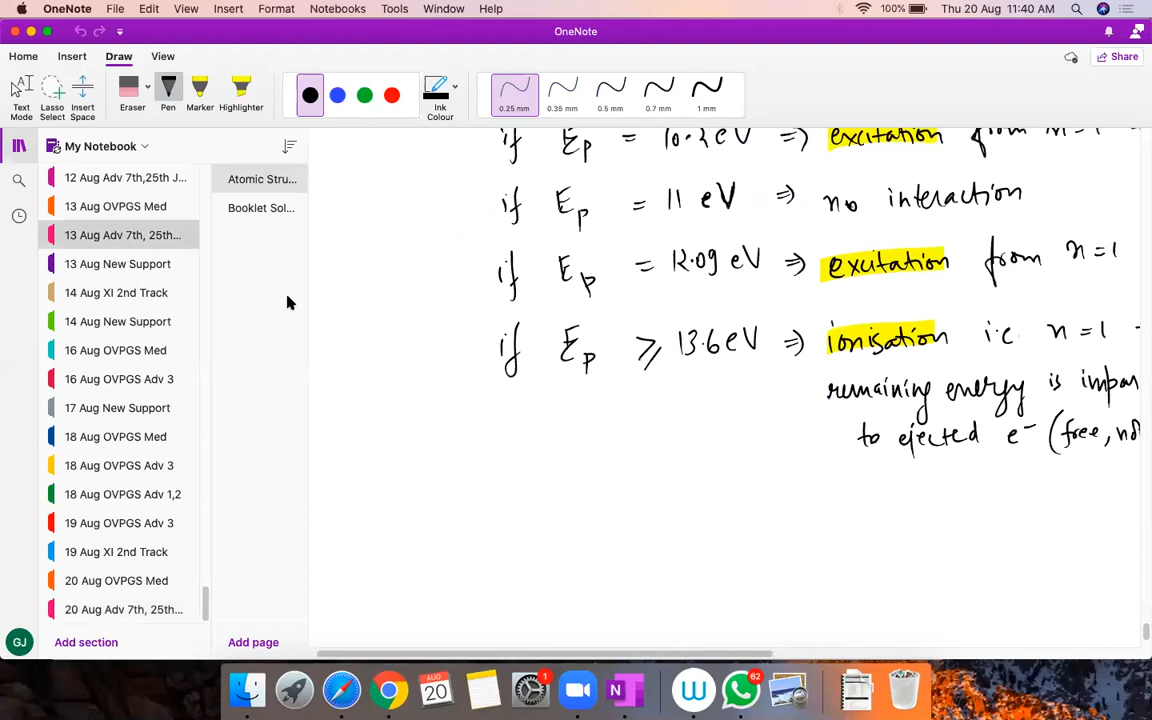 OneNote File Edit View Insert Format Notebooks Tools Window Help 100% Thu 20 Aug 11:40 AM
OneNote
Home Insert Draw View Share
Text Mode Lasso Select Insert Space Eraser Pen Marker Highlighter Ink Colour 0.25 mm 0.35 mm 0.5 mm 0.7 mm 1 mm
My Notebook
12 Aug Adv 7th,25th J...
13 Aug OVPGS Med
13 Aug Adv 7th, 25th...
13 Aug New Support
14 Aug XI 2nd Track
14 Aug New Support
16 Aug OVPGS Med
16 Aug OVPGS Adv 3
17 Aug New Support
18 Aug OVPGS Med
18 Aug OVPGS Adv 3
18 Aug OVPGS Adv 1,2
19 Aug OVPGS Adv 3
19 Aug XI 2nd Track
20 Aug OVPGS Med
20 Aug Adv 7th, 25th...
Add section
Atomic Stru...
Booklet Sol...
Add page
if Ep = 10.2 eV ⇒ excitation from n=1
if Ep = 11 eV ⇒ no interaction
if Ep = 12.09 eV ⇒ excitation from n=1
if Ep ⩾ 13.6 eV ⇒ ionisation i.e. n=1 -
remaining energy is impar
to ejected e⁻ (free,
GJ
AUG 20 1 62